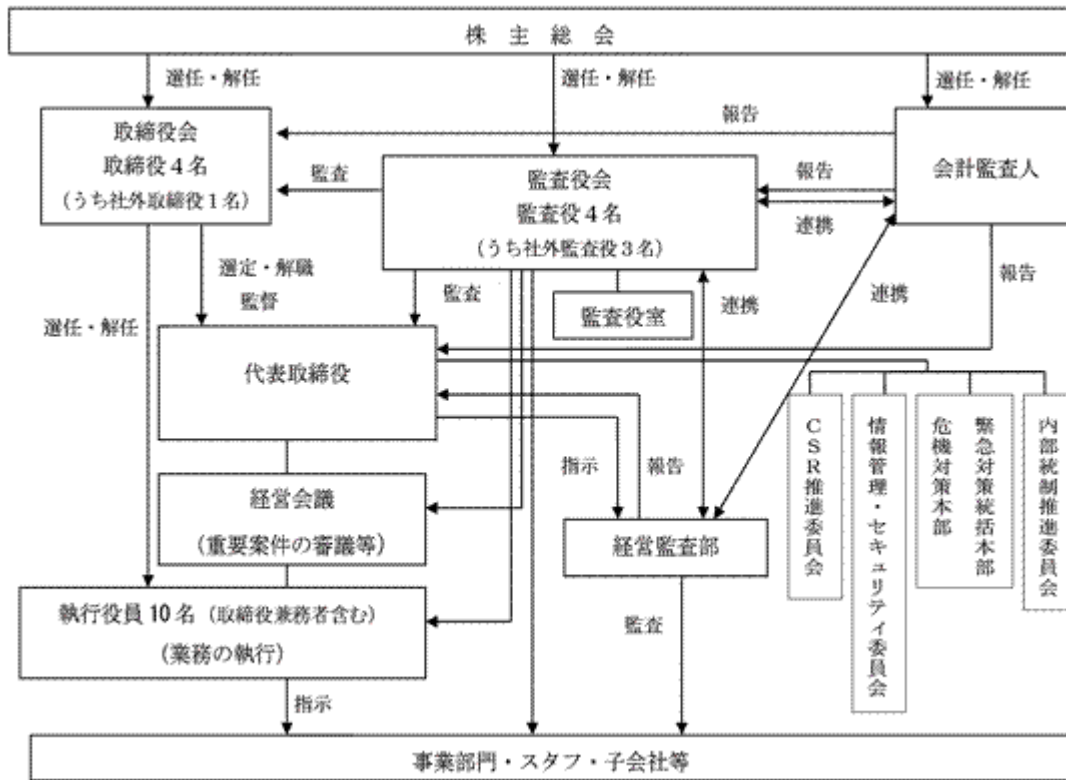 株主総会
選任・解任
選任・解任
選任・解任
取締役会
取締役4名
（うち社外取締役1名）
報告
会計監査人
監査
監査役会
監査役4名
（うち社外監査役3名）
報告
連携
選定・解職
監督
監査
監査役室
連携
連携
報告
選任・解任
代表取締役
指示
報告
経営会議
（重要案件の審議等）
経営監査部
CSR推進委員会
情報管理・セキュリティ委員会
緊急対策統括本部
危機対策本部
内部統制推進委員会
執行役員10名（取締役兼務者含む）
（業務の執行）
監査
指示
事業部門・スタッフ・子会社等